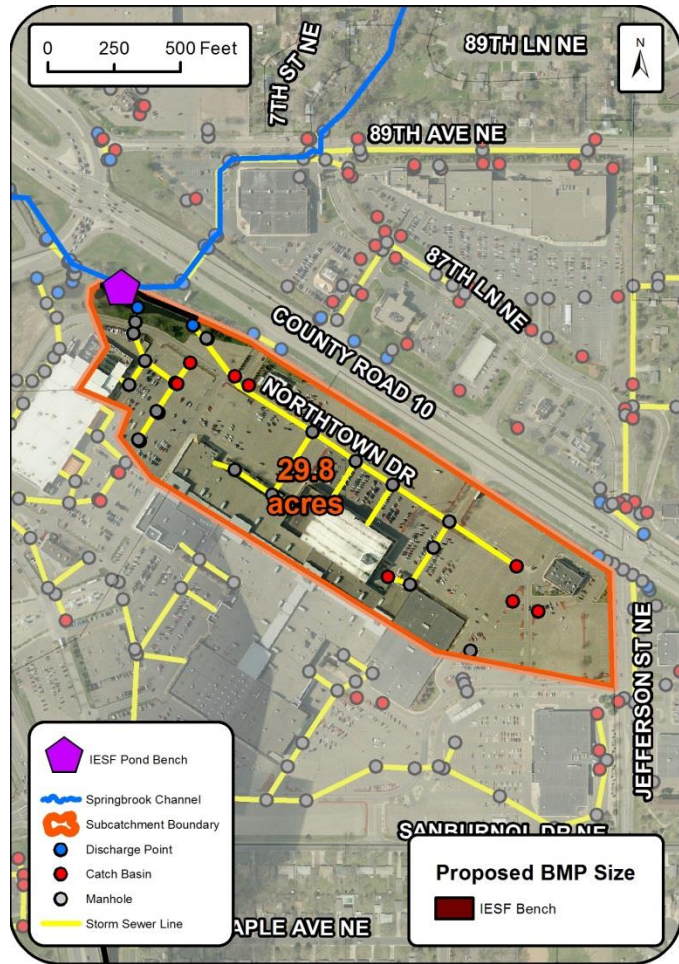 0 250 500 Feet
N
89TH LN NE
7TH ST NE
89TH AVE NE
87TH LN NE
COUNTY ROAD 10
NORTHTOWN DR
29.8
acres
JEFFERSON ST NE
SANBURNOL DR NE
APLE AVE NE
IESF Pond Bench
Springbrook Channel
Subcatchment Boundary
Discharge Point
Catch Basin
Manhole
Storm Sewer Line
Proposed BMP Size
IESF Bench